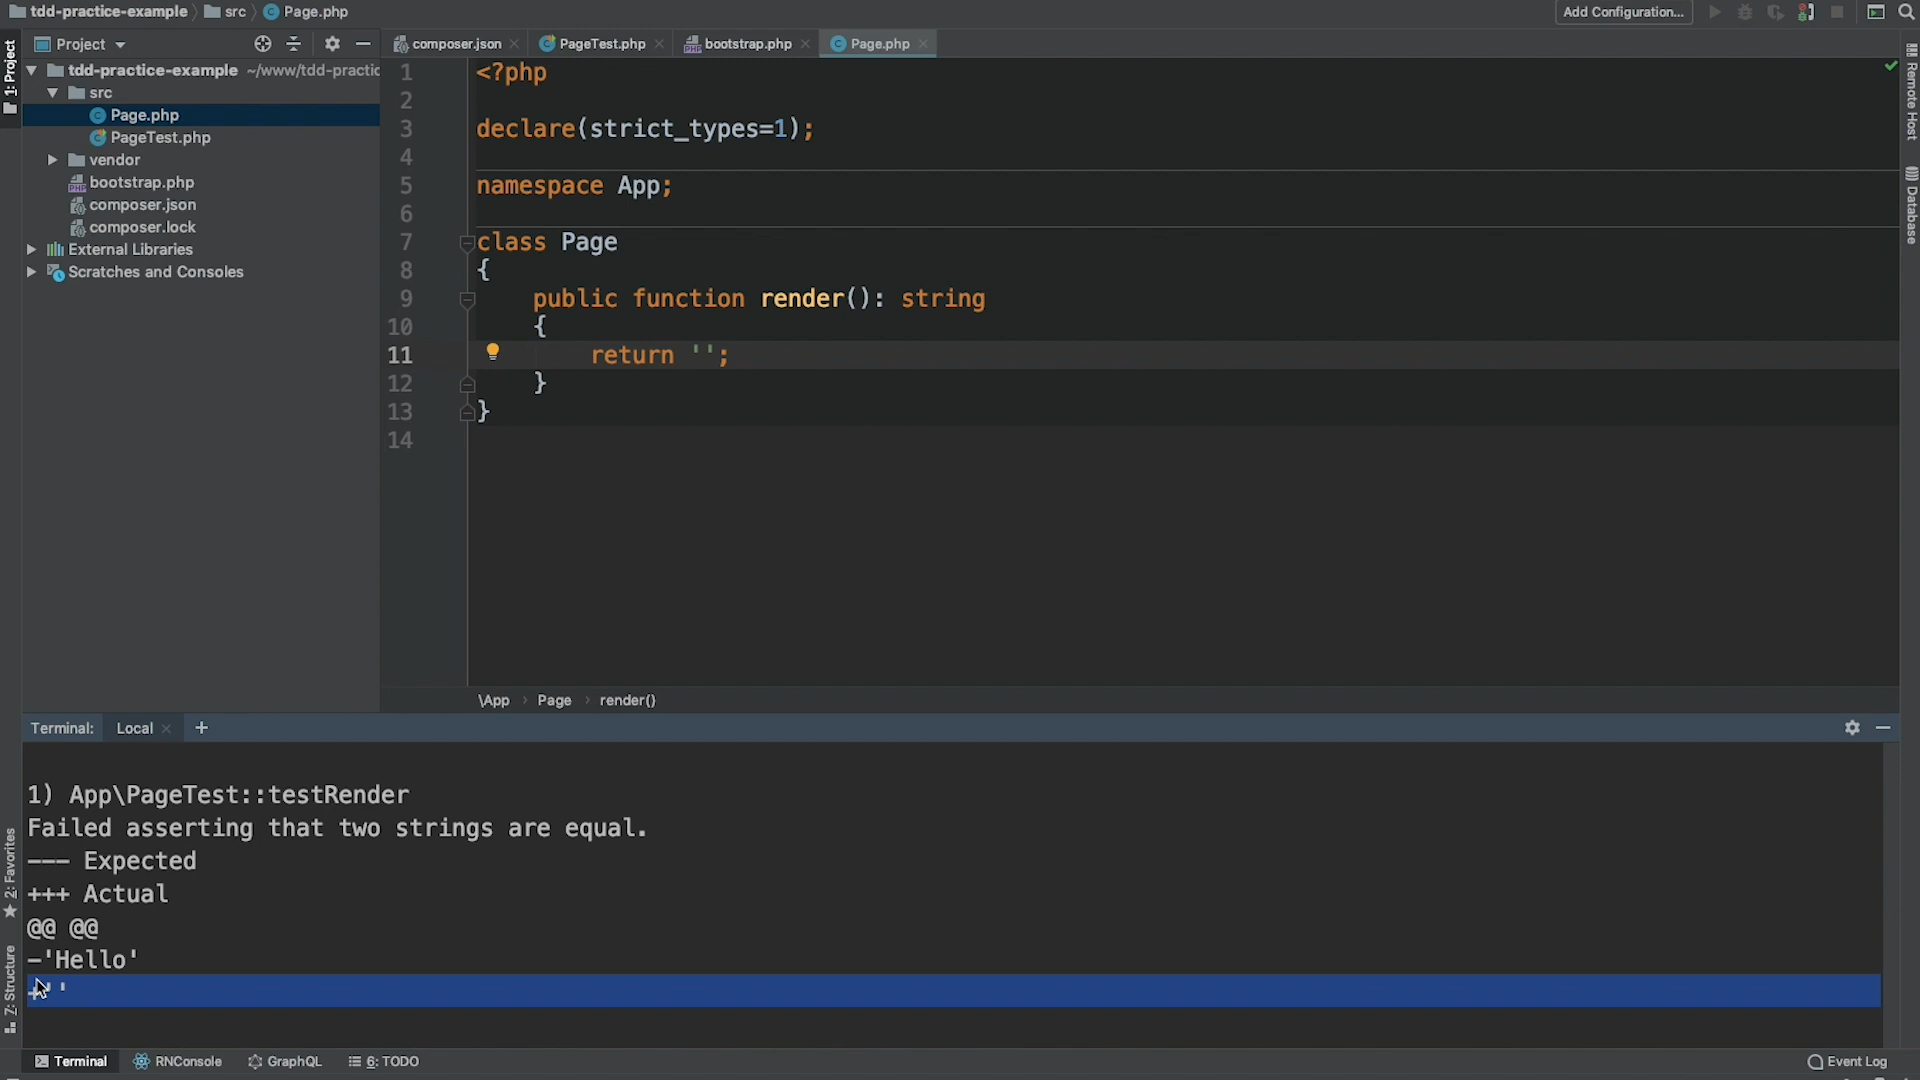 tdd-practice-example src Page.php
Add Configuration...
Project
composer.json PageTest.php bootstrap.php Page.php
1: Project
tdd-practice-example ~/www/tdd-practic
src
Page.php
PageTest.php
vendor
bootstrap.php
composer.json
composer.lock
External Libraries
Scratches and Consoles
1 <?php
2
3 declare(strict_types=1);
4
5 namespace App;
6
7 class Page
8 {
9 public function render(): string
10 {
11 return '';
12 }
13 }
14
Remote Host
Database
\App › Page › render()
Terminal: Local +
1) App\PageTest::testRender
Failed asserting that two strings are equal.
--- Expected
+++ Actual
@@ @@
-'Hello'
+''
2: Favorites
7: Structure
Terminal RNConsole GraphQL 6: TODO
Event Log